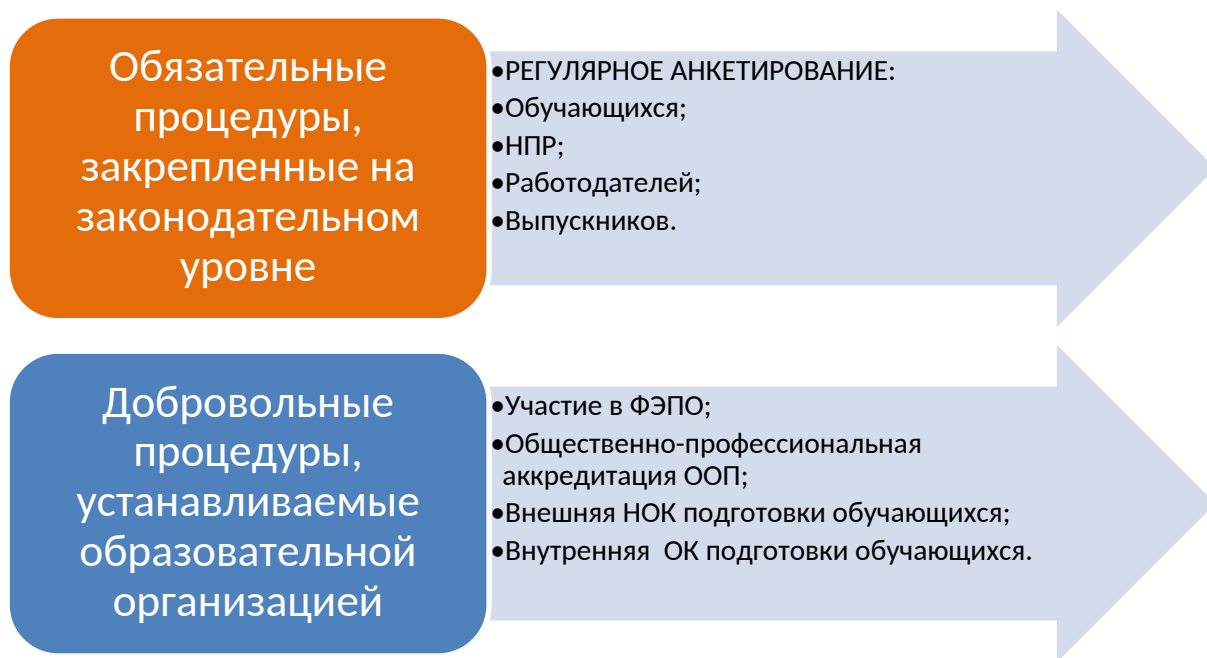 Обязательные
процедуры,
закрепленные на
законодательном
уровне
•РЕГУЛЯРНОЕ АНКЕТИРОВАНИЕ:
•Обучающихся;
•НПР;
•Работодателей;
•Выпускников.
Добровольные
процедуры,
устанавливаемые
образовательной
организацией
•Участие в ФЭПО;
•Общественно-профессиональная
аккредитация ООП;
•Внешняя НОК подготовки обучающихся;
•Внутренняя  ОК подготовки обучающихся.